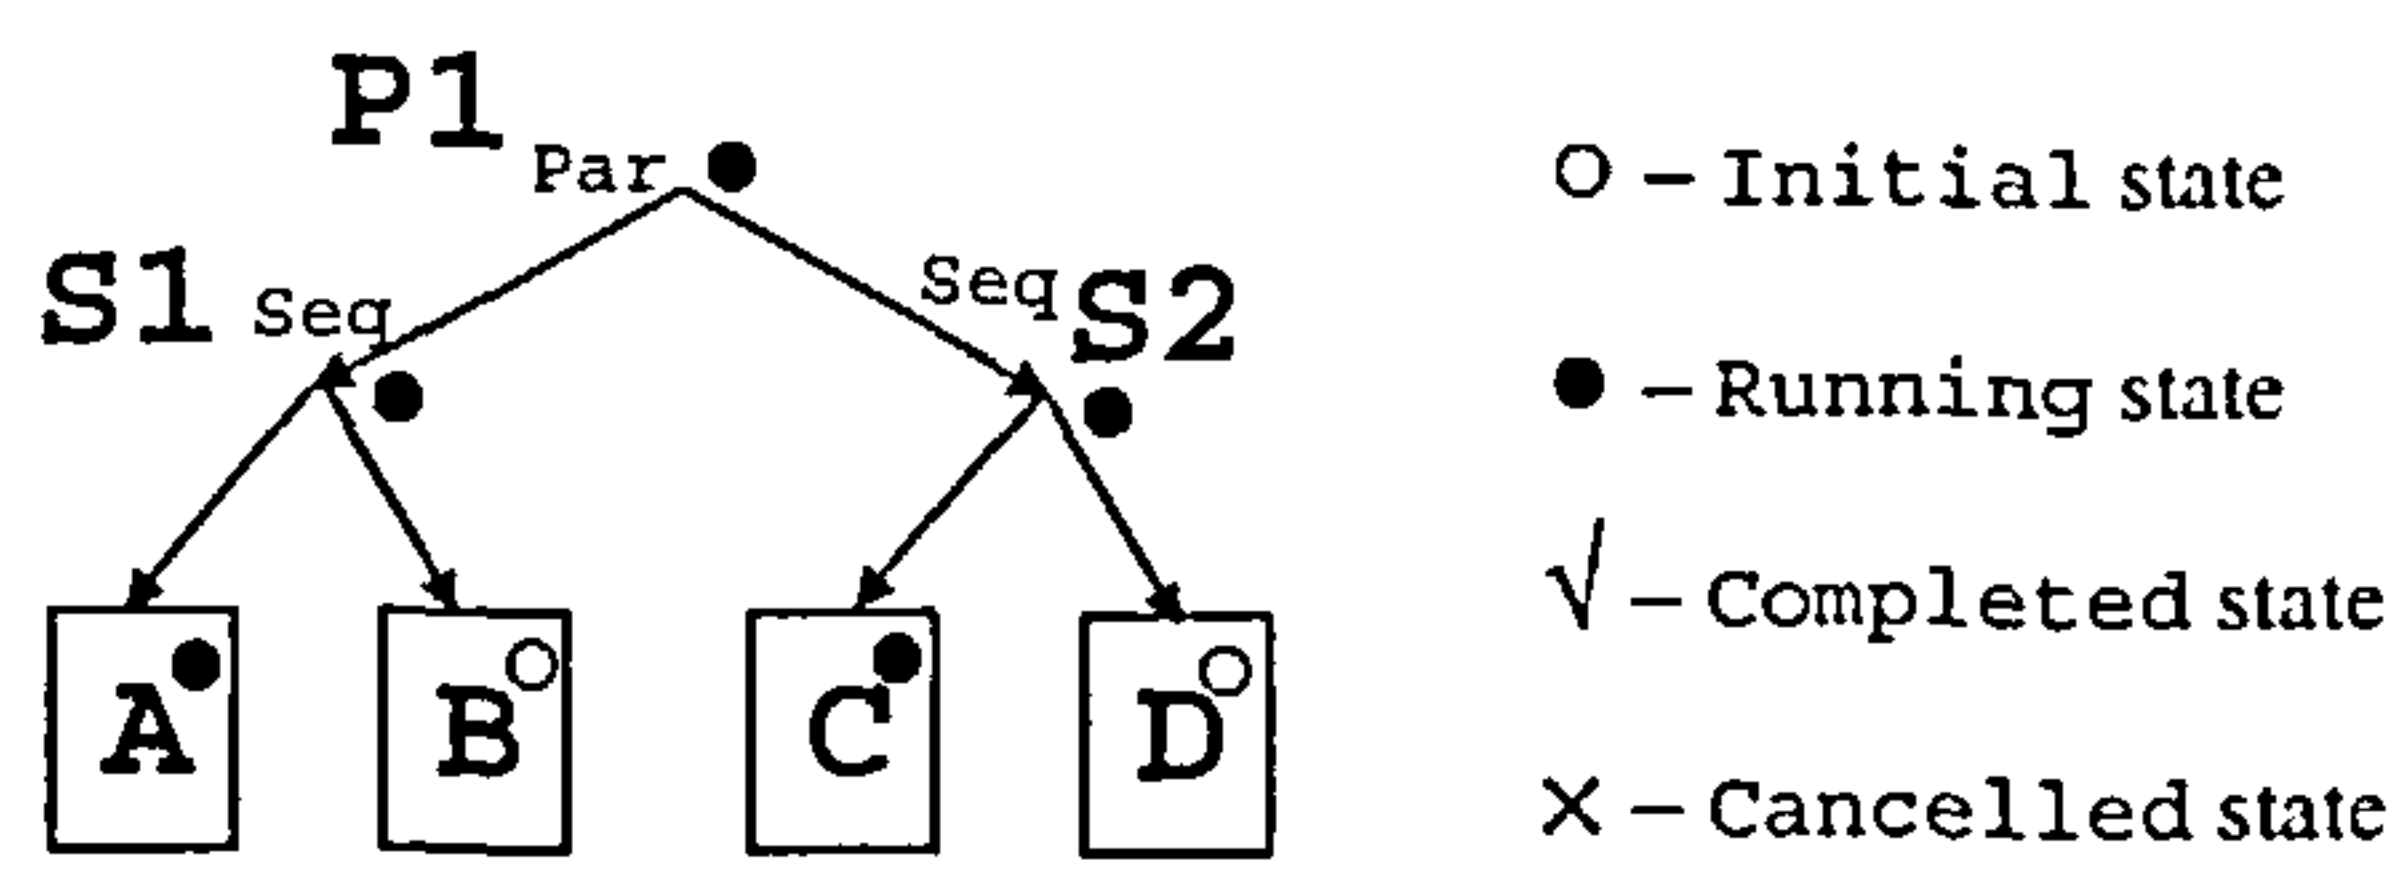 P1 Par
S1 Seq
Seq S2
A
B
C
D
○ – Initial state
● – Running state
√ – Completed state
× – Cancelled state